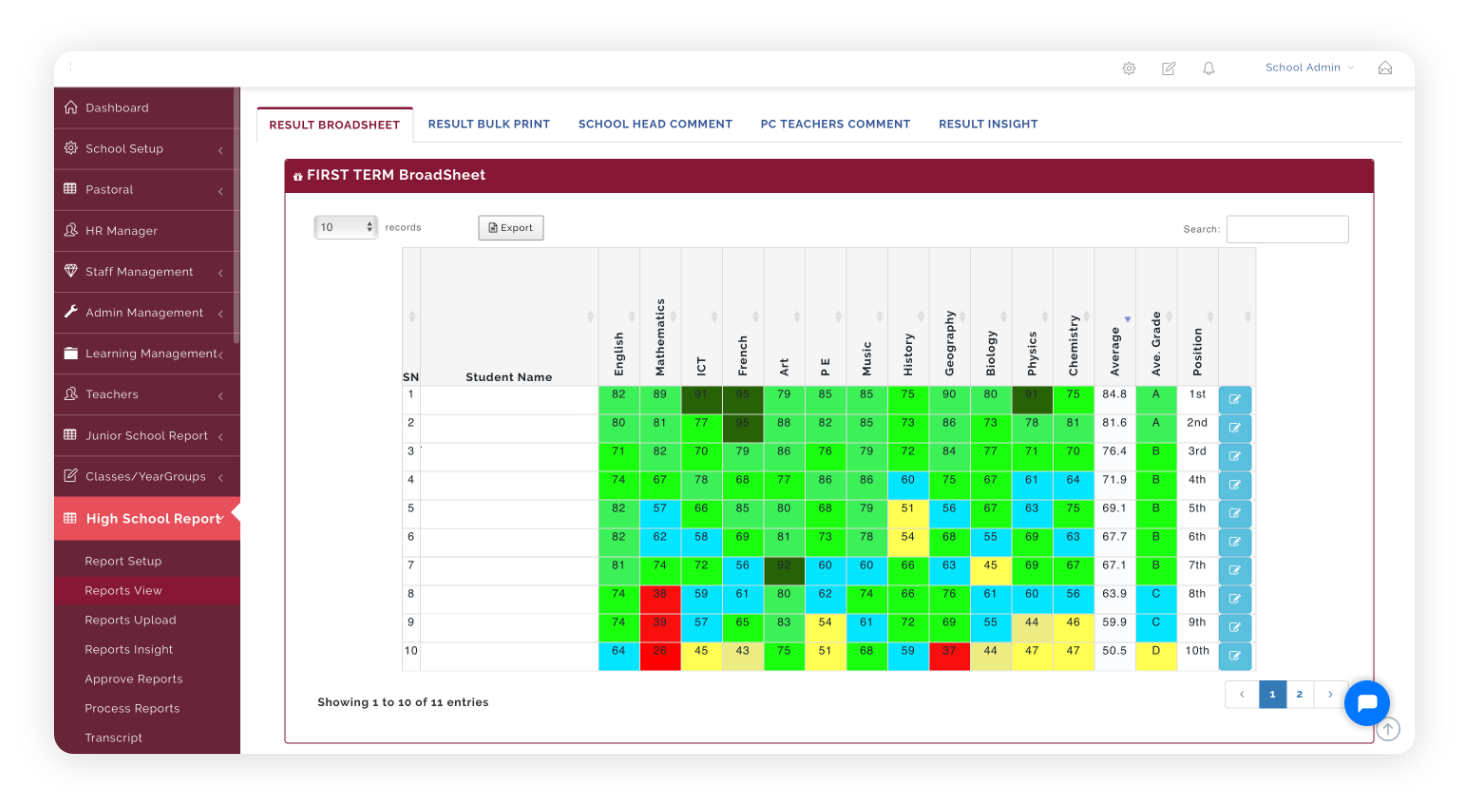 School Admin
Dashboard
School Setup
Pastoral
HR Manager
Staff Management
Admin Management
Learning Management
Teachers
Junior School Report
Classes/YearGroups
High School Report
Report Setup
Reports View
Reports Upload
Reports Insight
Approve Reports
Process Reports
Transcript
RESULT BROADSHEET RESULT BULK PRINT SCHOOL HEAD COMMENT PC TEACHERS COMMENT RESULT INSIGHT
FIRST TERM BroadSheet
10 records Export Search:
SN Student Name English Mathematics ICT French Art P E Music History Geography Biology Physics Chemistry Average Ave. Grade Position
1 82 89 91 95 79 85 85 75 90 80 91 75 84.8 A 1st
2 80 81 77 95 88 82 85 73 86 73 78 81 81.6 A 2nd
3 71 82 70 79 86 76 79 72 84 77 71 70 76.4 B 3rd
4 74 67 78 68 77 86 86 60 75 67 61 64 71.9 B 4th
5 82 57 66 85 80 68 79 51 56 67 63 75 69.1 B 5th
6 82 62 58 69 81 73 78 54 68 55 69 63 67.7 B 6th
7 81 74 72 56 92 60 60 66 63 45 69 67 67.1 B 7th
8 74 38 59 61 80 62 74 66 76 61 60 56 63.9 C 8th
9 74 39 57 65 83 54 61 72 69 55 44 46 59.9 C 9th
10 64 26 45 43 75 51 68 59 37 44 47 47 50.5 D 10th
Showing 1 to 10 of 11 entries
1 2